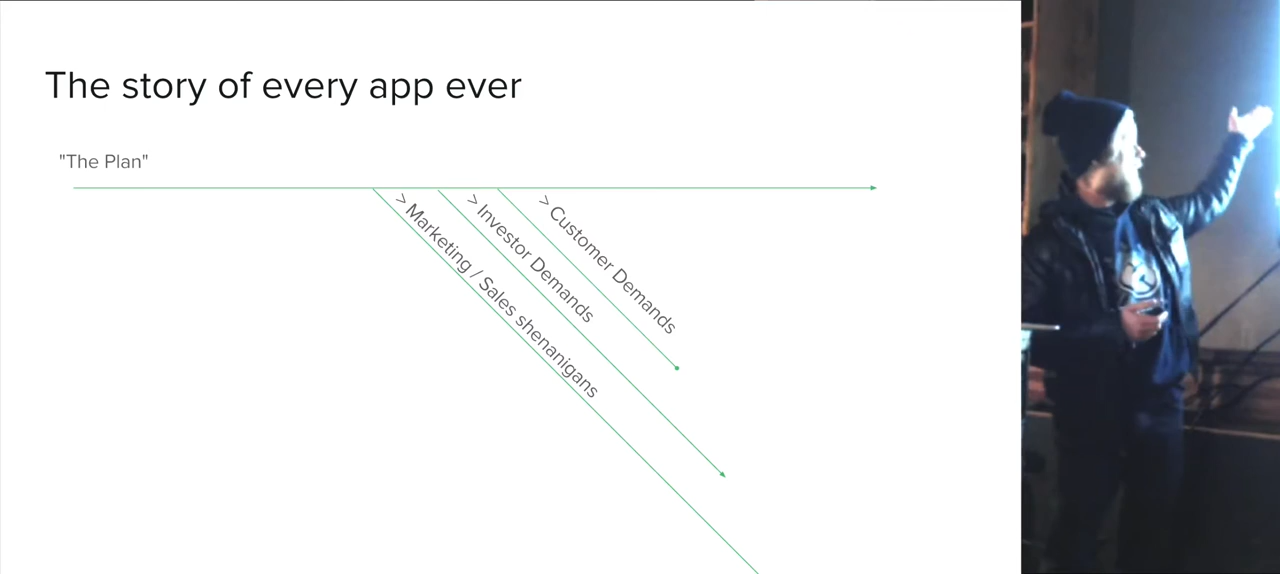 The story of every app ever
"The Plan"
> Marketing / Sales shenanigans
> Investor Demands
> Customer Demands